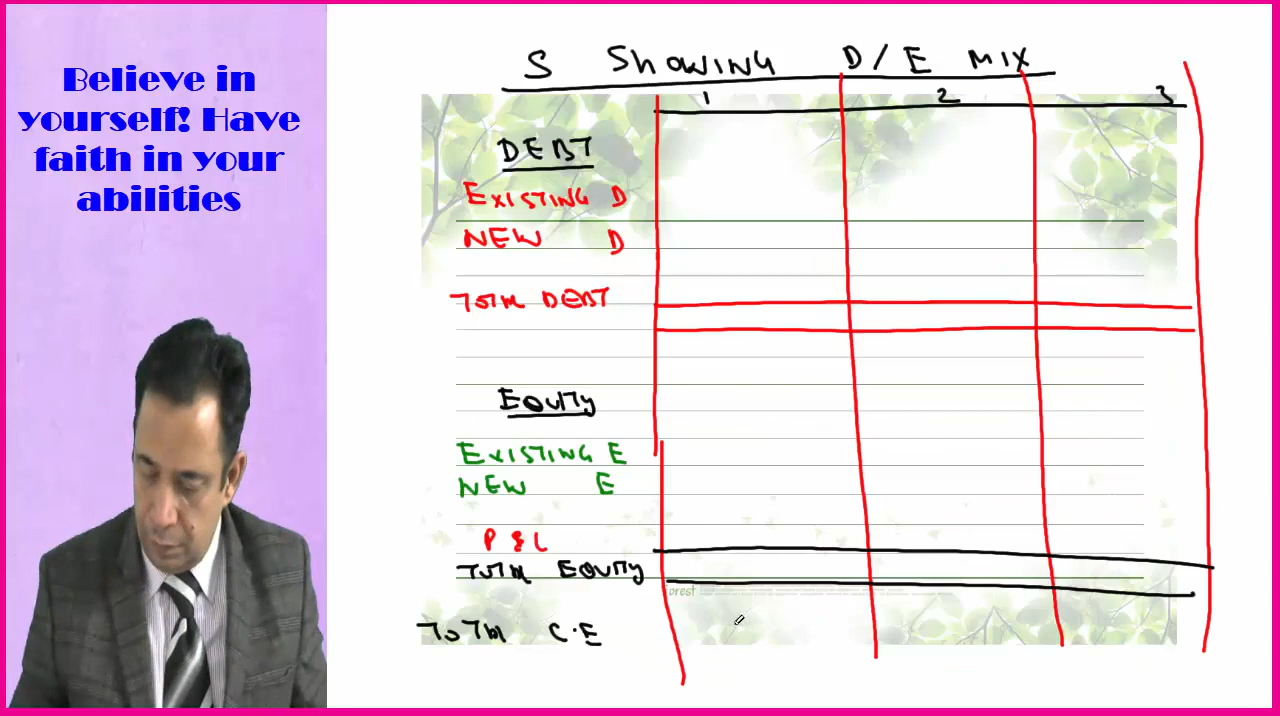 Believe in
yourself! Have
faith in your
abilities
S SHOWING D/E MIX
1 2 3
DEBT
EXISTING D
NEW D
TOTAL DEBT
EQUITY
EXISTING E
NEW E
P & L
TOTAL EQUITY
forest
TOTAL C.E